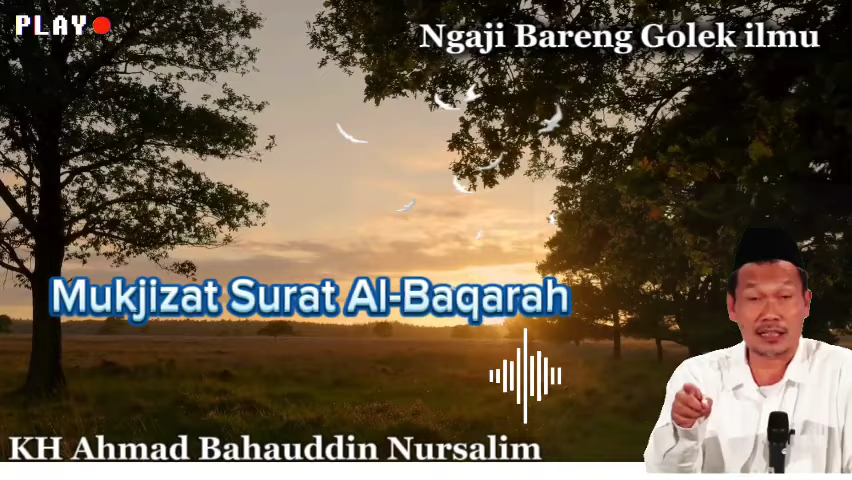 PLAY
Ngaji Bareng Golek ilmu
Mukjizat Surat Al-Baqarah
KH Ahmad Bahauddin Nursalim